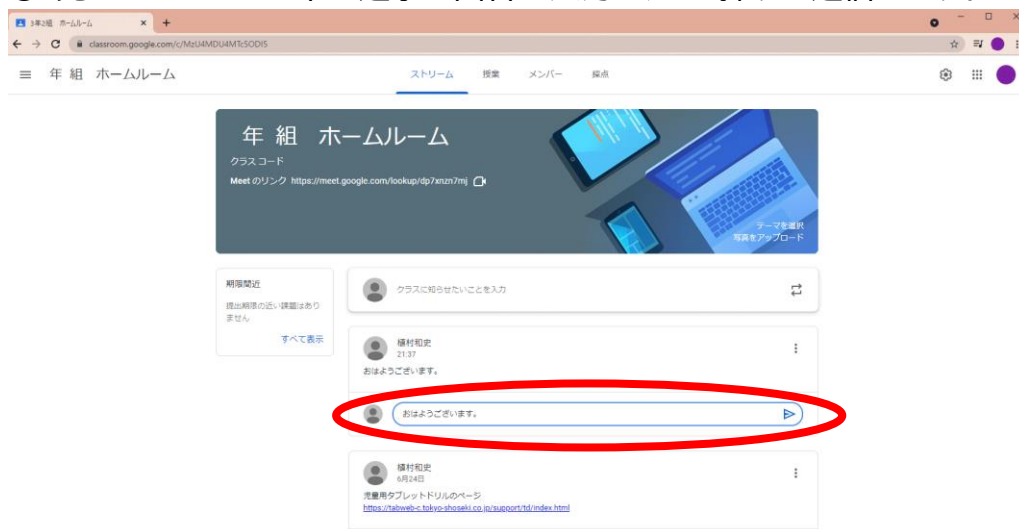 3年2組 ホームルーム
classroom.google.com/c/MzU4MDU4MTc5ODI5
年 組 ホームルーム
ストリーム 授業 メンバー 採点
年 組 ホームルーム
クラス コード
Meet のリンク https://meet.google.com/lookup/dp7xnzn7mj
テーマを選択
写真をアップロード
期限間近
提出期限の近い課題はあり
ません
すべて表示
クラスに知らせたいことを入力
植村和史
21:37
おはようございます。
おはようございます。
植村和史
6月24日
児童用タブレットドリルのページ
https://tabweb-c.tokyo-shoseki.co.jp/support/td/index.html